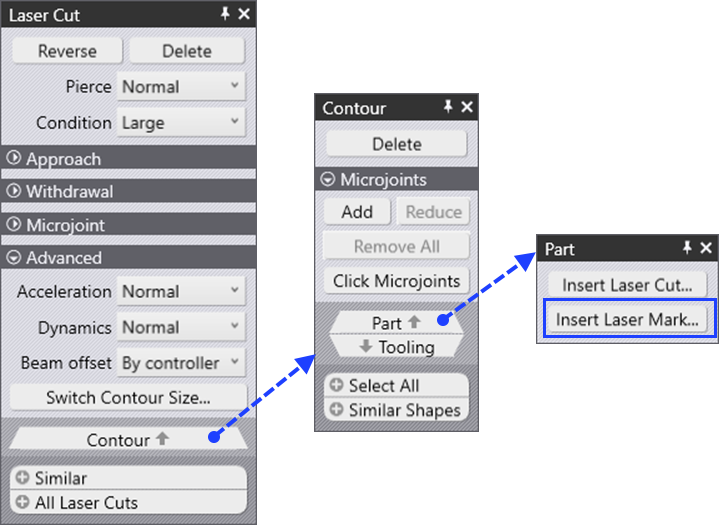 Laser Cut
Reverse Delete
Pierce Normal
Condition Large
Approach
Withdrawal
Microjoint
Advanced
Acceleration Normal
Dynamics Normal
Beam offset By controller
Switch Contour Size...
Contour
Similar
All Laser Cuts
Contour
Delete
Microjoints
Add Reduce
Remove All
Click Microjoints
Part
Tooling
Select All
Similar Shapes
Part
Insert Laser Cut...
Insert Laser Mark...